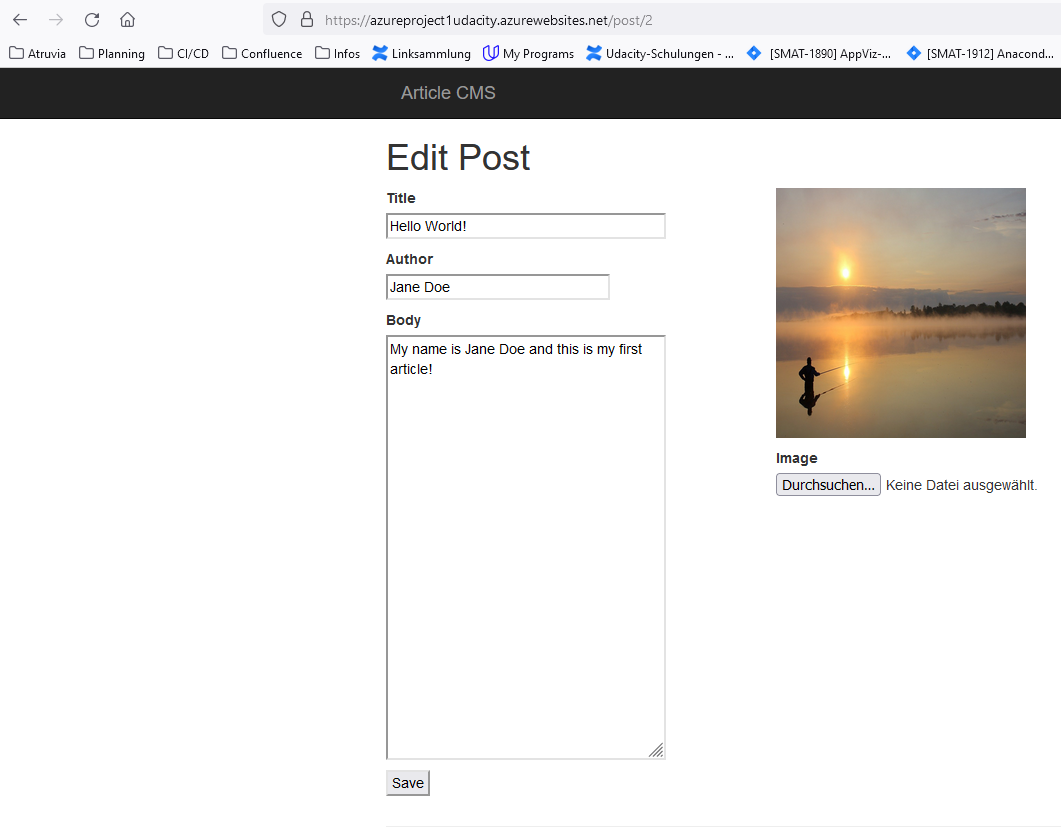 https://azureproject1udacity.azurewebsites.net/post/2
Atruvia Planning CI/CD Confluence Infos Linksammlung My Programs Udacity-Schulungen - ... [SMAT-1890] AppViz-... [SMAT-1912] Anacond...
Article CMS
Edit Post
Title
Hello World!
Author
Jane Doe
Body
My name is Jane Doe and this is my first
article!
Image
Durchsuchen... Keine Datei ausgewählt.
Save